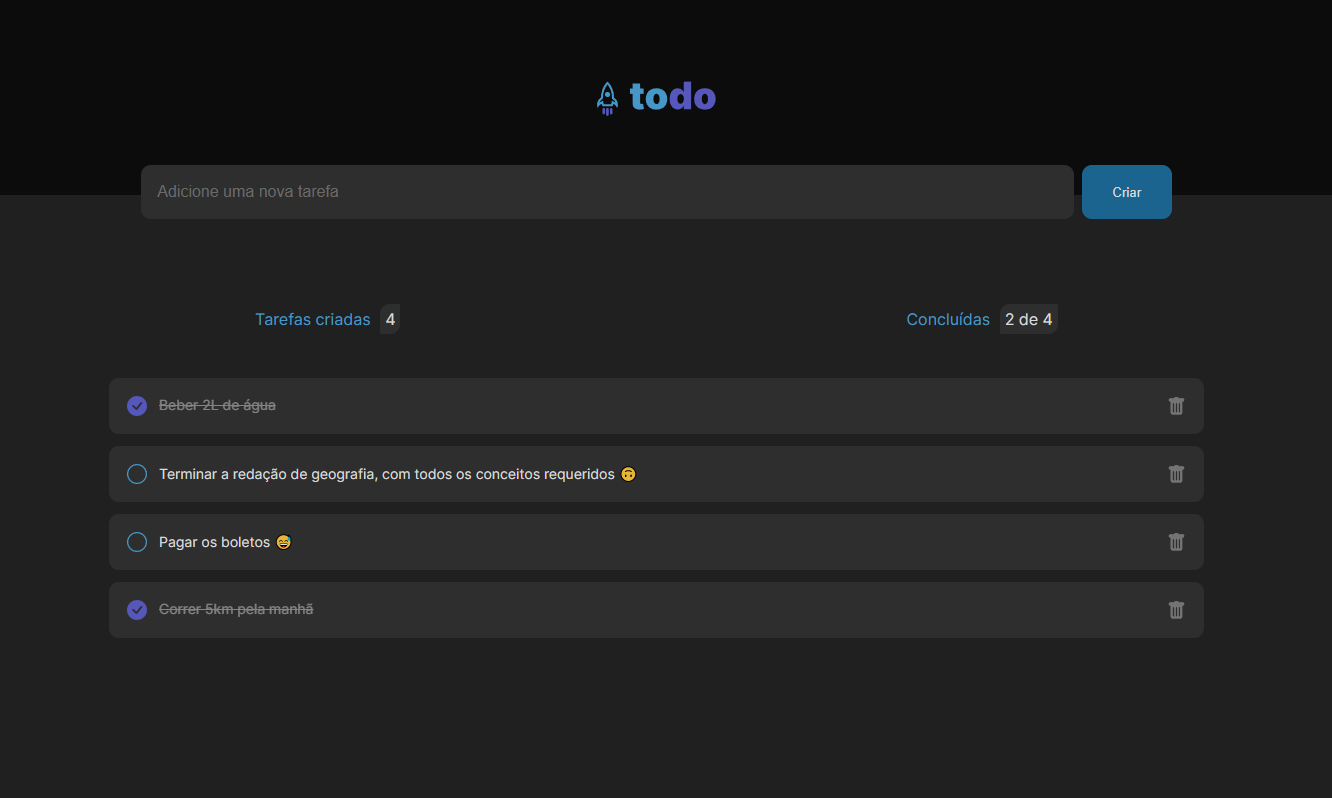 todo
Adicione uma nova tarefa
Criar
Tarefas criadas 4
Concluídas 2 de 4
Beber 2L de água
Terminar a redação de geografia, com todos os conceitos requeridos 🙃
Pagar os boletos 😅
Correr 5km pela manhã